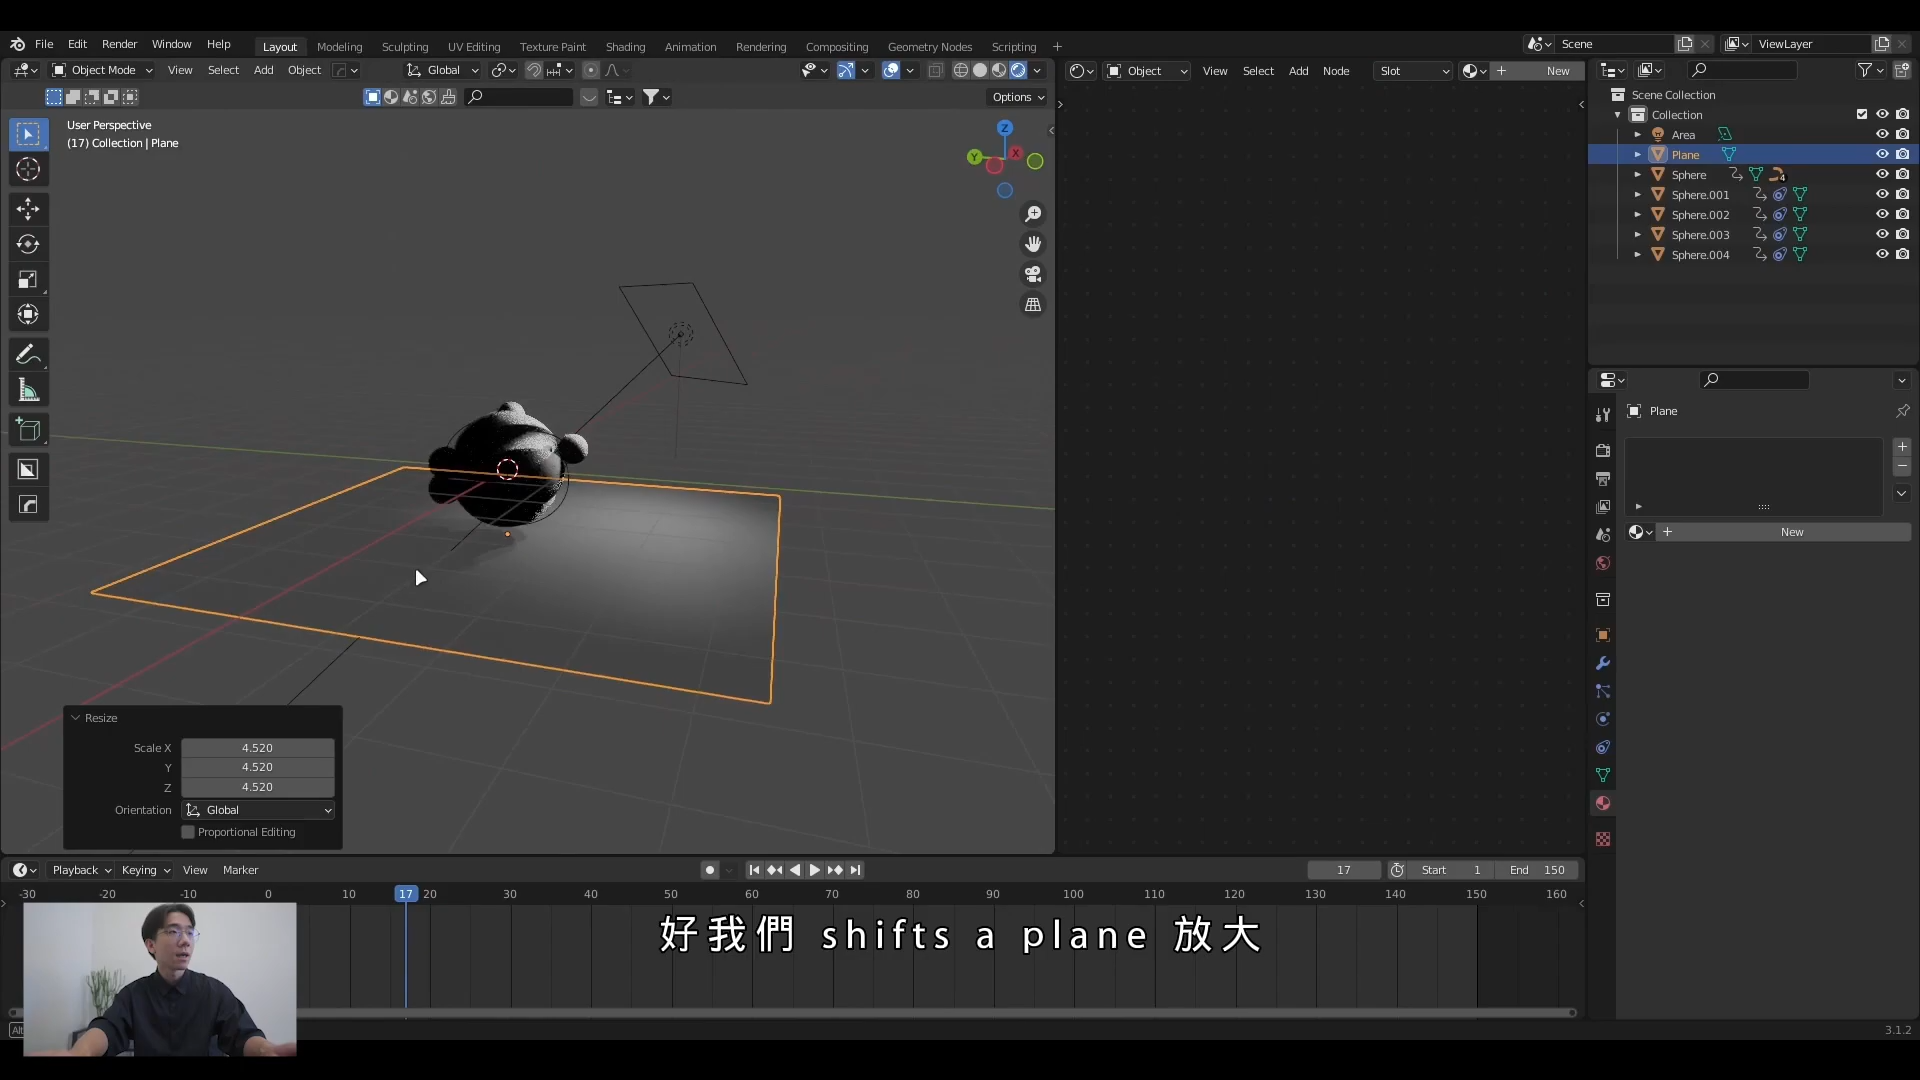 File Edit Render Window Help Layout Modeling Sculpting UV Editing Texture Paint Shading Animation Rendering Compositing Geometry Nodes Scripting + Scene ViewLayer
Object Mode View Select Add Object Global Object View Select Add Node Slot New
Options
User Perspective
(17) Collection | Plane
Z
Y
X
Scene Collection
Collection
Area
Plane
Sphere 4
Sphere.001
Sphere.002
Sphere.003
Sphere.004
Plane
New
Resize
Scale X 4.520
Y 4.520
Z 4.520
Orientation Global
Proportional Editing
Playback Keying View Marker 17 Start 1 End 150
-30 -20 -10 0 10 17 20 30 40 50 60 70 80 90 100 110 120 130 140 150 160
好我們 shifts a plane 放大
3.1.2